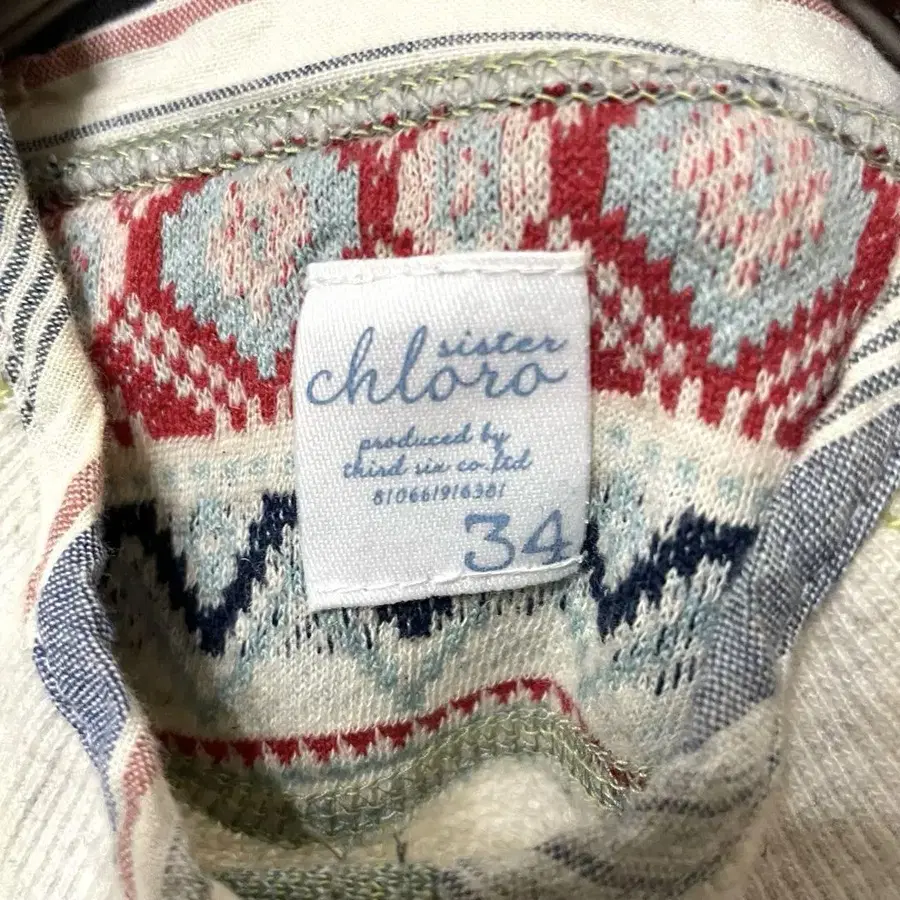 sister
chloro
produced by
third six co.ltd
810661916381
34